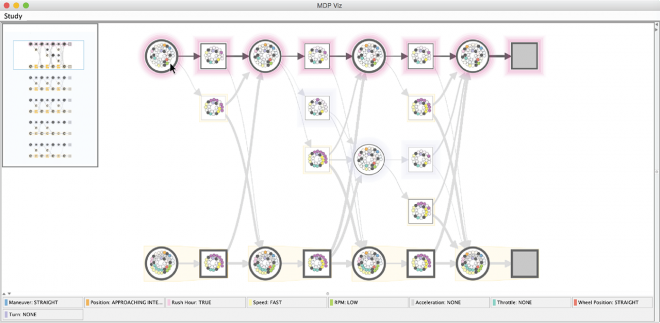 MDP Viz
Study
Maneuver: STRAIGHT
Position: APPROACHING INTE...
Rush Hour: TRUE
Speed: FAST
RPM: LOW
Acceleration: NONE
Throttle: NONE
Wheel Position: STRAIGHT
Turn: NONE